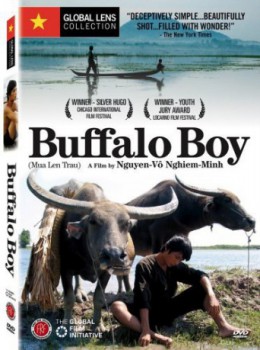 GLOBAL LENS
COLLECTION
"DECEPTIVELY SIMPLE...BEAUTIFULLY
SHOT...FILLED WITH WONDER!"
- The New York Times
WINNER - SILVER HUGO
CHICAGO INTERNATIONAL
FILM FESTIVAL
WINNER - YOUTH
JURY AWARD
LOCARNO FILM FESTIVAL
Buffalo Boy
(Mua Len Trau)
A Film by Nguyen-Võ Nghiem-Minh
Buffalo Boy
THE
GLOBAL
FILM
INITIATIVE
DVD